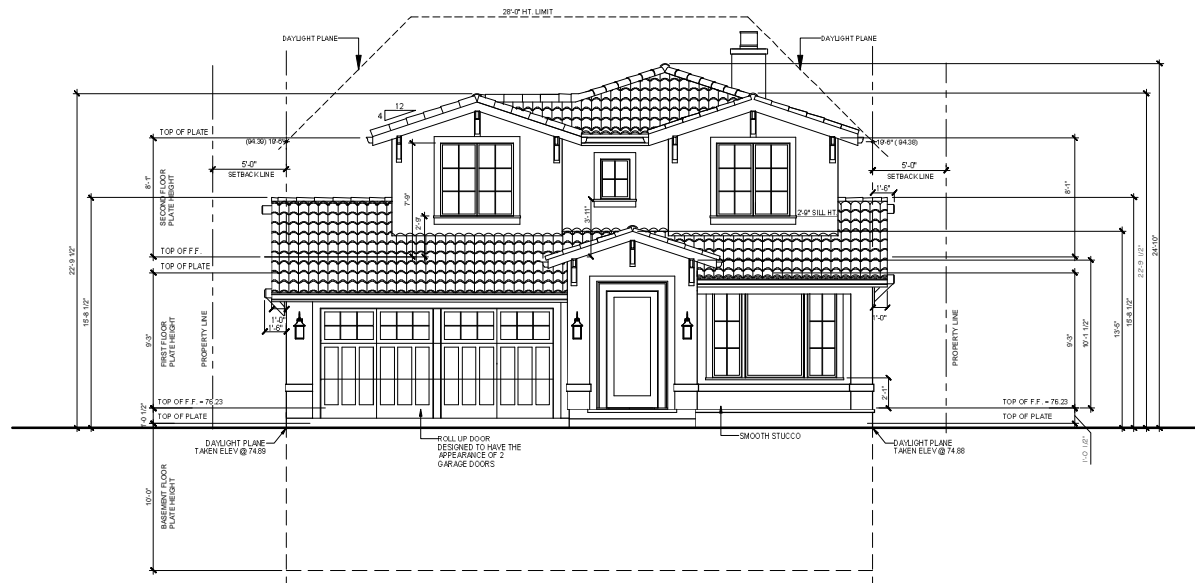 28'-0" HT. LIMIT
DAYLIGHT PLANE
DAYLIGHT PLANE
12
4
TOP OF PLATE
(94.39) 19'-6"
19'-6" (94.38)
5'-0"
SETBACK LINE
5'-0"
SETBACK LINE
1'-6"
8'-1"
SECOND FLOOR
PLATE HEIGHT
7'-9"
2'-9"
3'-11"
2'-9" SILL HT.
8'-1"
TOP OF F.F.
TOP OF PLATE
22'-9 1/2"
15'-8 1/2"
22'-9 1/2"
24'-10"
15'-8 1/2"
13'-5"
10'-1 1/2"
9'-3"
9'-3"
FIRST FLOOR
PLATE HEIGHT
PROPERTY LINE
PROPERTY LINE
1'-0"
1'-6"
1'-0"
2'-1"
TOP OF F.F. = 76.23
TOP OF PLATE
TOP OF F.F. = 76.23
TOP OF PLATE
1'-0 1/2"
1'-0 1/2"
DAYLIGHT PLANE
TAKEN ELEV @ 74.89
ROLL UP DOOR
DESIGNED TO HAVE THE
APPEARANCE OF 2
GARAGE DOORS
SMOOTH STUCCO
DAYLIGHT PLANE
TAKEN ELEV @ 74.88
10'-0"
BASEMENT FLOOR
PLATE HEIGHT